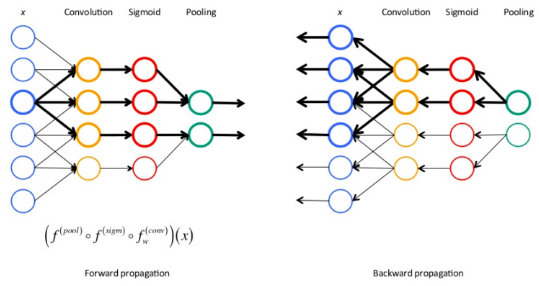 x Convolution Sigmoid Pooling
x Convolution Sigmoid Pooling
(f^(pool) ∘ f^(sigm) ∘ f_w^(conv))(x)
Forward propagation
Backward propagation